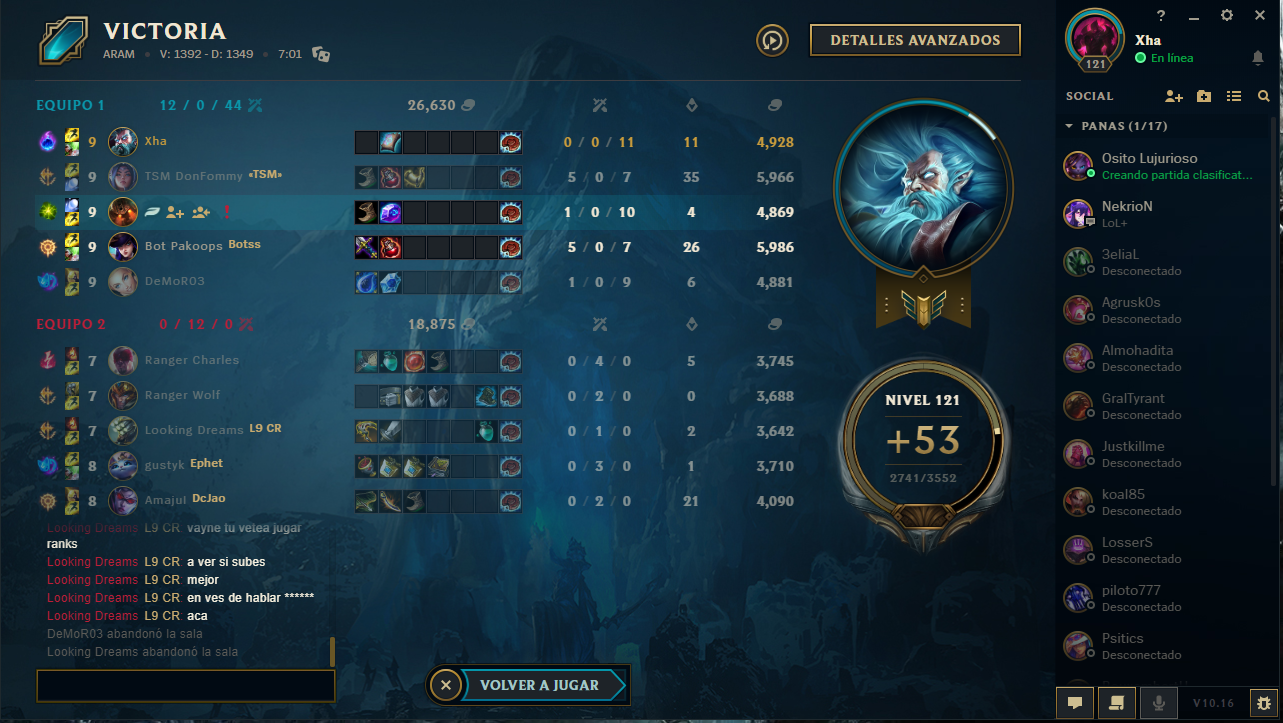 VICTORIA
ARAM • V: 1392 - D: 1349 • 7:01
DETALLES AVANZADOS
EQUIPO 1 12 / 0 / 44 26,630
9 Xha 0 / 0 / 11 11 4,928
9 TSM DonFommy «TSM» 5 / 0 / 7 35 5,966
9 1 / 0 / 10 4 4,869
9 Bot Pakoops Botss 5 / 0 / 7 26 5,986
9 DeMoR03 1 / 0 / 9 6 4,881
EQUIPO 2 0 / 12 / 0 18,875
7 Ranger Charles 0 / 4 / 0 5 3,745
7 Ranger Wolf 0 / 2 / 0 0 3,688
7 Looking Dreams L9 CR 0 / 1 / 0 2 3,642
8 gustyk Ephet 0 / 3 / 0 1 3,710
8 Amajul DcJao 0 / 2 / 0 21 4,090
Looking Dreams L9 CR vayne tu vetea jugar
ranks
Looking Dreams L9 CR a ver si subes
Looking Dreams L9 CR mejor
Looking Dreams L9 CR en ves de hablar ******
Looking Dreams L9 CR aca
DeMoR03 abandonó la sala
Looking Dreams abandonó la sala
VOLVER A JUGAR
NIVEL 121
+53
2741/3552
121
?
Xha
En línea
SOCIAL
PANAS (1/17)
Osito Lujurioso
Creando partida clasificat...
NekrioN
LoL+
3eliaL
Desconectado
Agrusk0s
Desconectado
Almohadita
Desconectado
GralTyrant
Desconectado
Justkillme
Desconectado
koal85
Desconectado
LosserS
Desconectado
piloto777
Desconectado
Psitics
Desconectado
V10.16